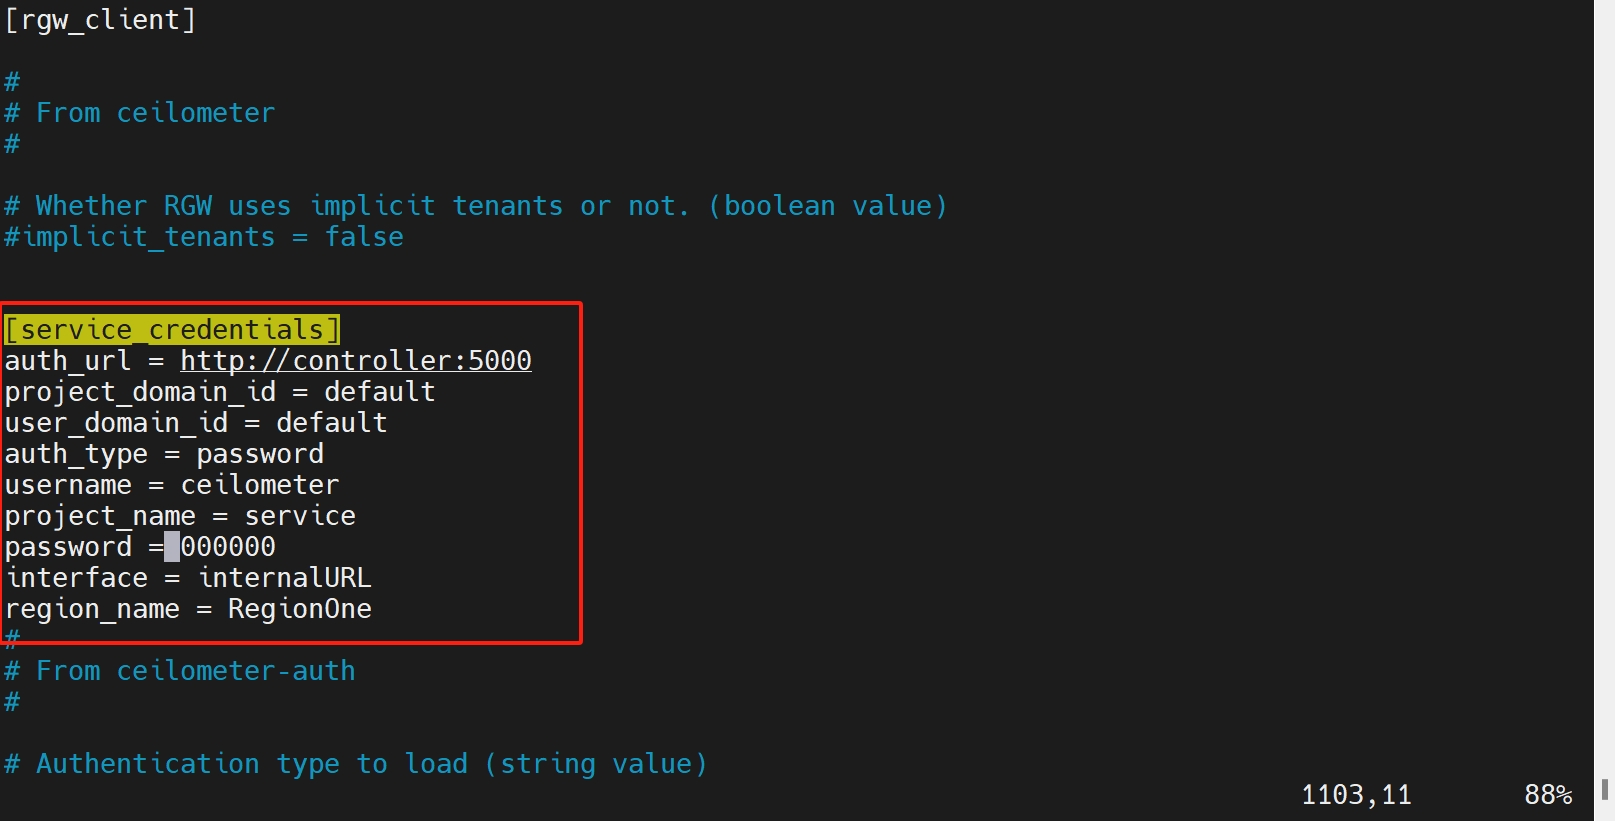 [rgw_client]
#
# From ceilometer
#
# Whether RGW uses implicit tenants or not. (boolean value)
#implicit_tenants = false
[service_credentials]
auth_url = http://controller:5000
project_domain_id = default
user_domain_id = default
auth_type = password
username = ceilometer
project_name = service
password = 000000
interface = internalURL
region_name = RegionOne
#
# From ceilometer-auth
#
# Authentication type to load (string value)
1103,11 88%